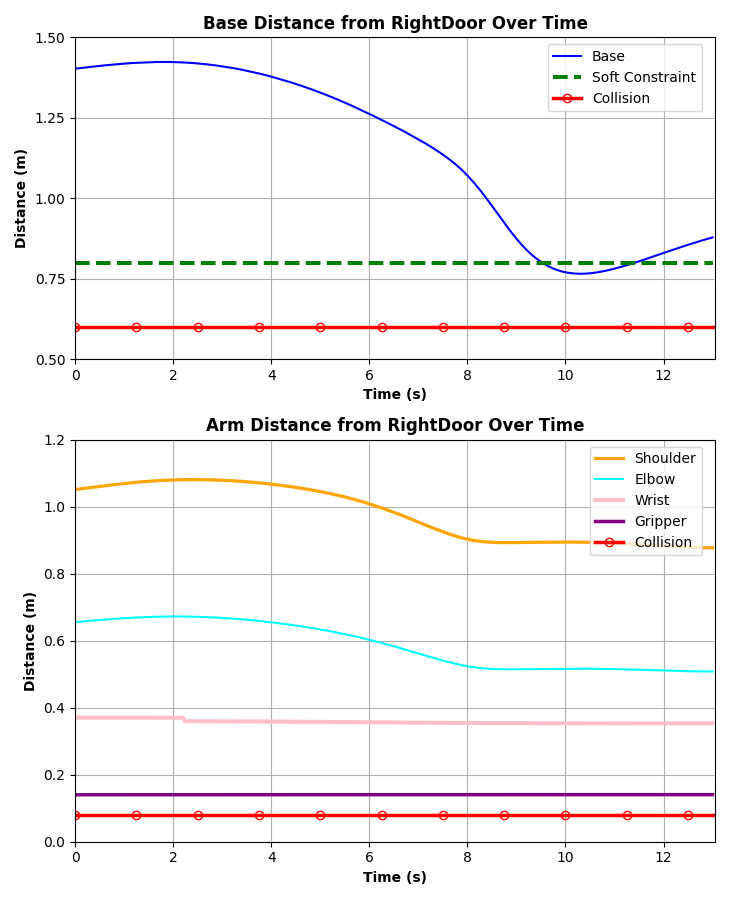 Base Distance from RightDoor Over Time
1.50
1.25
1.00
0.75
0.50
Distance (m)
Base
Soft Constraint
Collision
0 2 4 6 8 10 12
Time (s)
Arm Distance from RightDoor Over Time
1.2
1.0
0.8
0.6
0.4
0.2
0.0
Distance (m)
Shoulder
Elbow
Wrist
Gripper
Collision
0 2 4 6 8 10 12
Time (s)